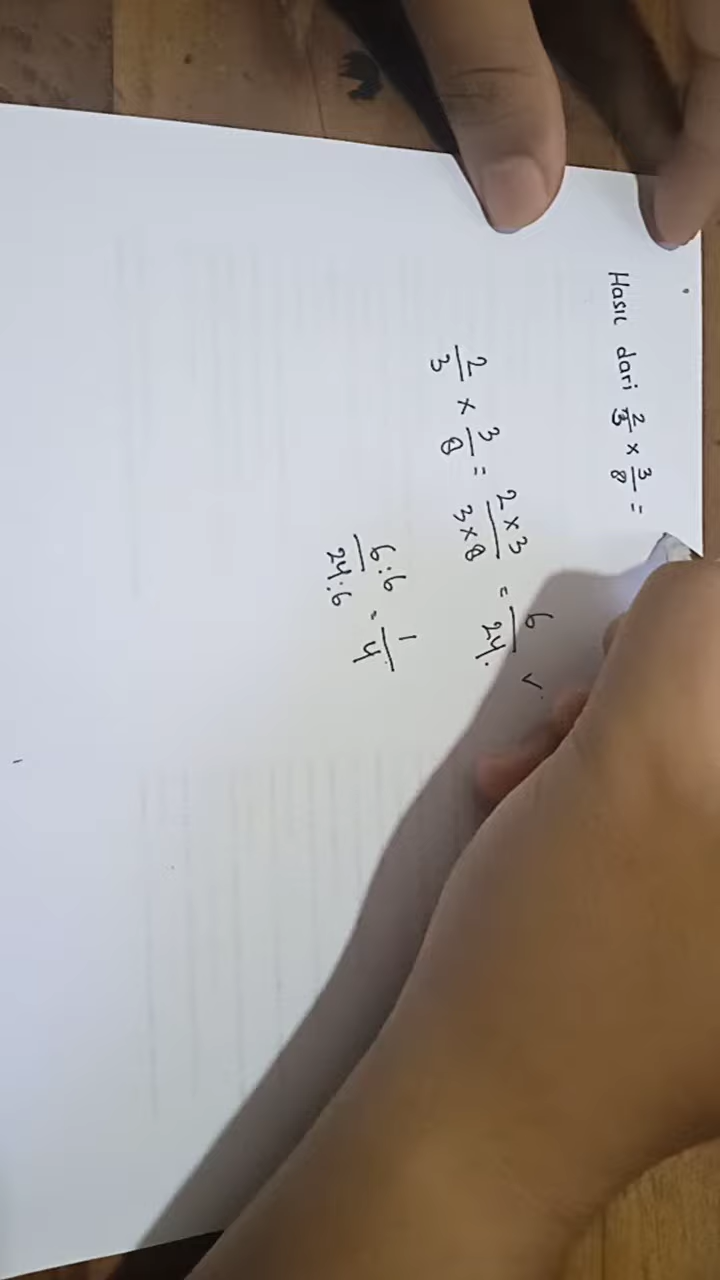 Hasil dari 2/3 × 3/8 =
2/3 × 3/8 = 2×3/3×8 = 6/24. ✓
6:6/24:6 = 1/4